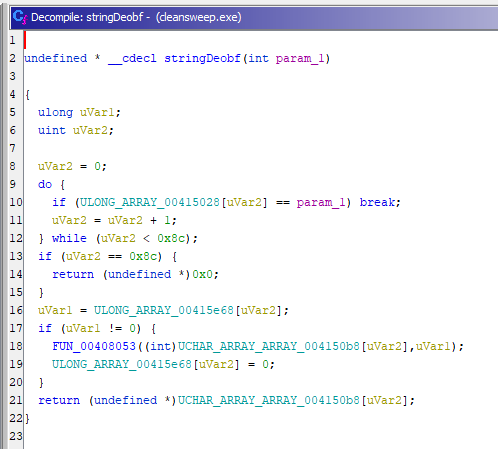 Decompile: stringDeobf - (cleansweep.exe)
1
2 undefined * __cdecl stringDeobf(int param_1)
3
4 {
5   ulong uVar1;
6   uint uVar2;
7
8   uVar2 = 0;
9   do {
10     if (ULONG_ARRAY_00415028[uVar2] == param_1) break;
11     uVar2 = uVar2 + 1;
12   } while (uVar2 < 0x8c);
13   if (uVar2 == 0x8c) {
14     return (undefined *)0x0;
15   }
16   uVar1 = ULONG_ARRAY_00415e68[uVar2];
17   if (uVar1 != 0) {
18     FUN_00408053((int)UCHAR_ARRAY_ARRAY_004150b8[uVar2],uVar1);
19     ULONG_ARRAY_00415e68[uVar2] = 0;
20   }
21   return (undefined *)UCHAR_ARRAY_ARRAY_004150b8[uVar2];
22 }
23